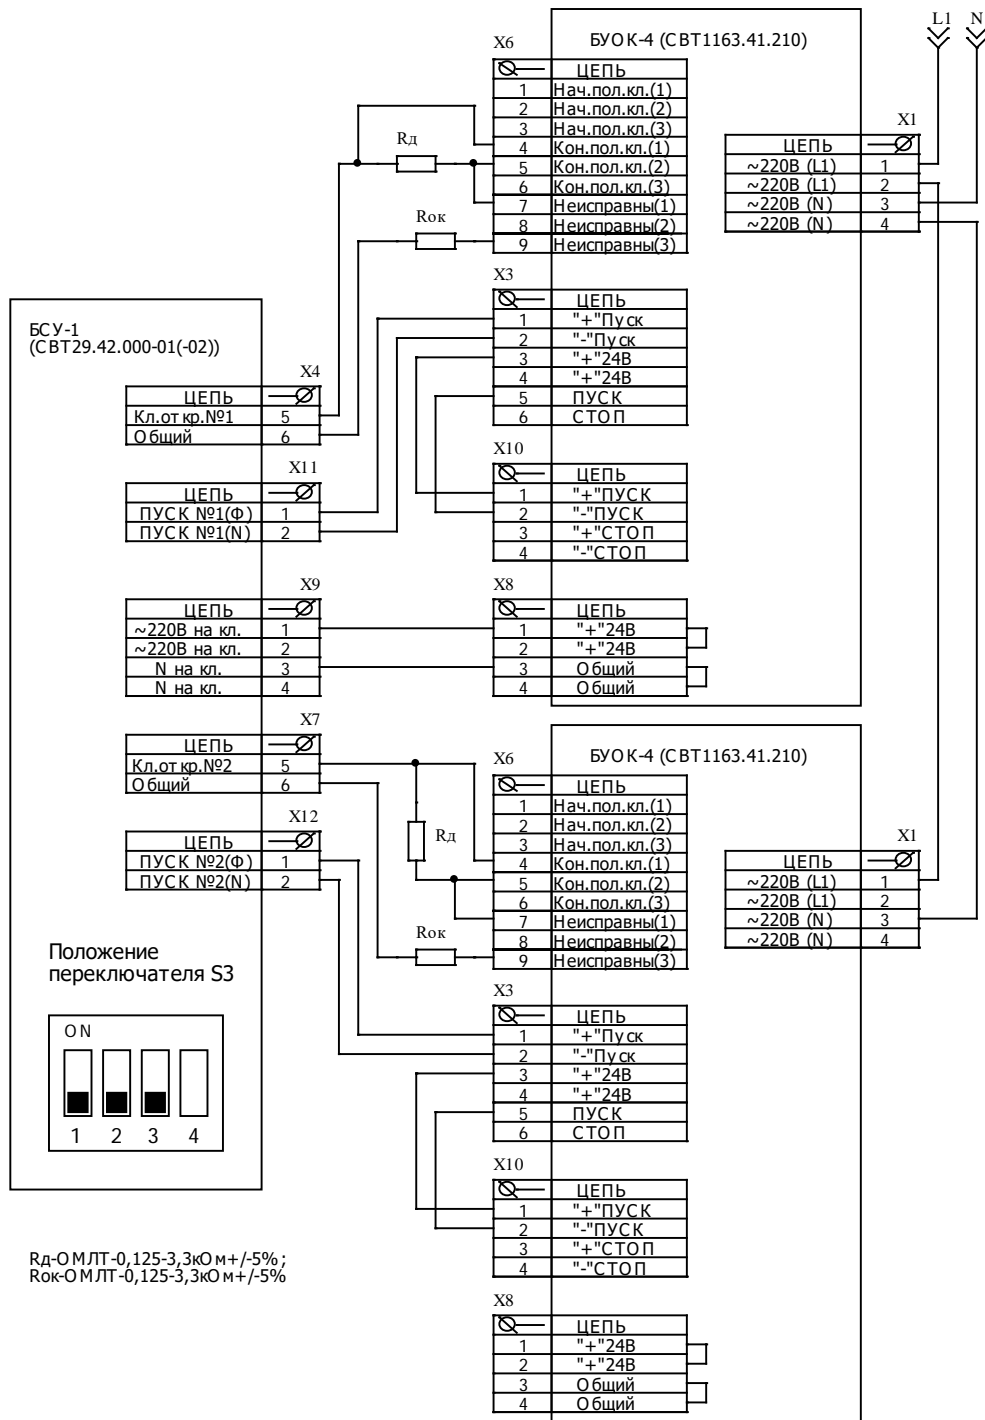 L1 N
БУОК-4 (СВТ1163.41.210)
X6
ЦЕПЬ
1 Нач.пол.кл.(1)
2 Нач.пол.кл.(2)
3 Нач.пол.кл.(3)
4 Кон.пол.кл.(1)
5 Кон.пол.кл.(2)
6 Кон.пол.кл.(3)
7 Неисправны(1)
8 Неисправны(2)
9 Неисправны(3)
Rд
Rок
X1
ЦЕПЬ
~220В (L1) 1
~220В (L1) 2
~220В (N) 3
~220В (N) 4
X3
ЦЕПЬ
1 "+"Пуск
2 "-"Пуск
3 "+"24В
4 "+"24В
5 ПУСК
6 СТОП
X10
ЦЕПЬ
1 "+"ПУСК
2 "-"ПУСК
3 "+"СТОП
4 "-"СТОП
X8
ЦЕПЬ
1 "+"24В
2 "+"24В
3 Общий
4 Общий
БСУ-1
(СВТ29.42.000-01(-02))
X4
ЦЕПЬ
Кл.откр.№1 5
Общий 6
X11
ЦЕПЬ
ПУСК №1(Ф) 1
ПУСК №1(N) 2
X9
ЦЕПЬ
~220В на кл. 1
~220В на кл. 2
N на кл. 3
N на кл. 4
X7
ЦЕПЬ
Кл.откр.№2 5
Общий 6
X12
ЦЕПЬ
ПУСК №2(Ф) 1
ПУСК №2(N) 2
Положение
переключателя S3
ON
1 2 3 4
БУОК-4 (СВТ1163.41.210)
X6
ЦЕПЬ
1 Нач.пол.кл.(1)
2 Нач.пол.кл.(2)
3 Нач.пол.кл.(3)
4 Кон.пол.кл.(1)
5 Кон.пол.кл.(2)
6 Кон.пол.кл.(3)
7 Неисправны(1)
8 Неисправны(2)
9 Неисправны(3)
Rд
Rок
X1
ЦЕПЬ
~220В (L1) 1
~220В (L1) 2
~220В (N) 3
~220В (N) 4
X3
ЦЕПЬ
1 "+"Пуск
2 "-"Пуск
3 "+"24В
4 "+"24В
5 ПУСК
6 СТОП
X10
ЦЕПЬ
1 "+"ПУСК
2 "-"ПУСК
3 "+"СТОП
4 "-"СТОП
X8
ЦЕПЬ
1 "+"24В
2 "+"24В
3 Общий
4 Общий
Rд-ОМЛТ-0,125-3,3кОм+/-5%;
Rок-ОМЛТ-0,125-3,3кОм+/-5%